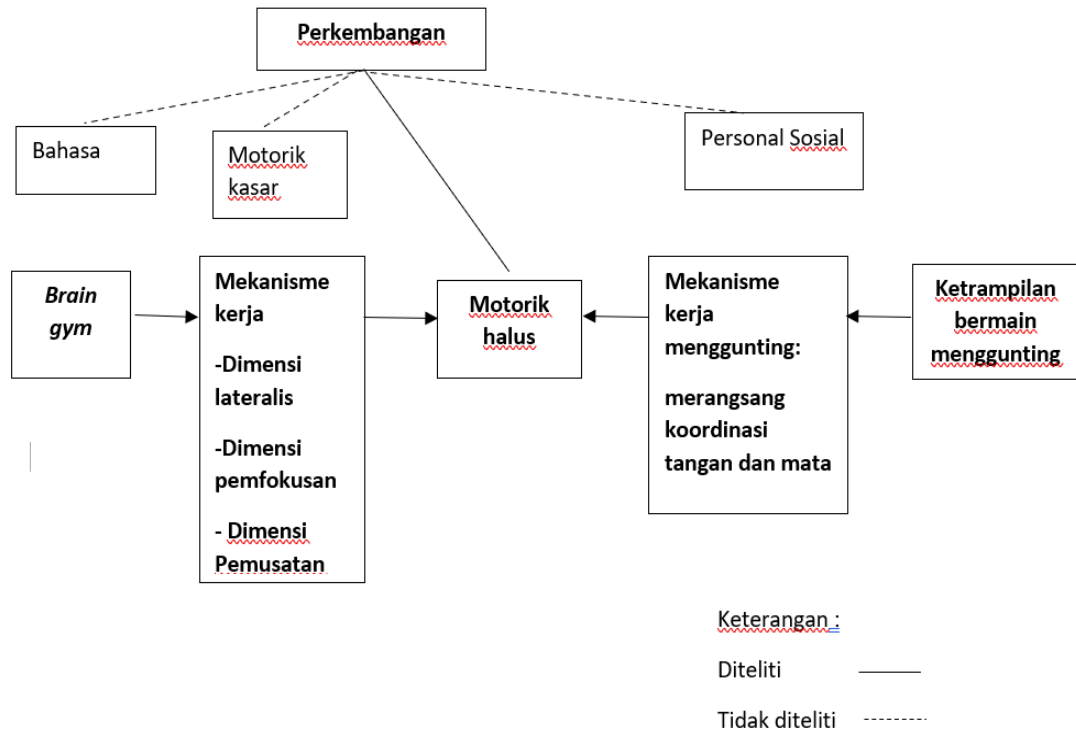 Perkembangan
Bahasa
Motorik
kasar
Personal Sosial
Brain
gym
Mekanisme
kerja
-Dimensi
lateralis
-Dimensi
pemfokusan
- Dimensi
Pemusatan
Motorik
halus
Mekanisme
kerja
menggunting:
merangsang
koordinasi
tangan dan mata
Ketrampilan
bermain
menggunting
Keterangan :
Diteliti
Tidak diteliti